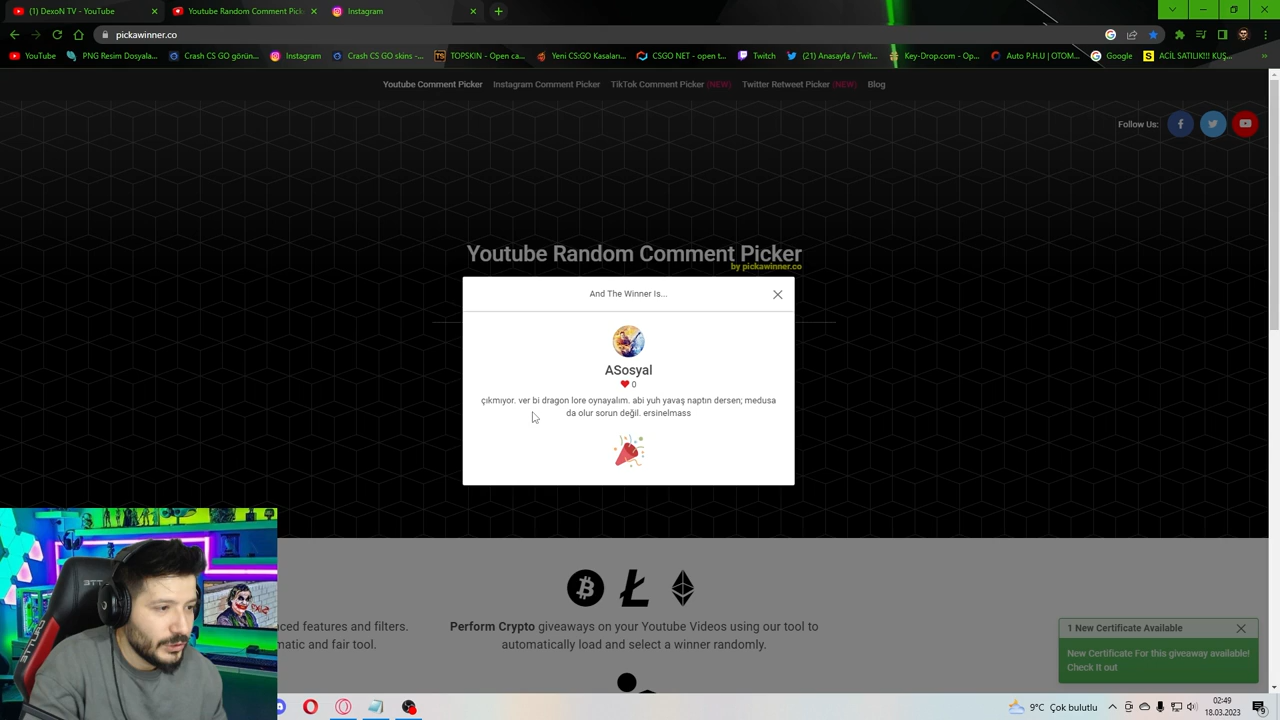 (1) DexoN TV - YouTube
Youtube Comment Picker - Pick
Instagram
pickawinner.co
YouTube
PNG Resim Dosyala...
Crash CS GO görün...
Instagram
Crash CS GO skins -...
TOPSKIN - Open ca...
Yeni CS:GO Kasaları...
CSGO NET - open t...
Twitch
(21) Anasayfa / Twit...
Key-Drop.com - Op...
Auto P.H.U | OTOM...
Google
ACİL SATILIK!!! KUŞ...
Youtube Comment Picker
Instagram Comment Picker
TikTok Comment Picker (NEW)
Twitter Retweet Picker (NEW)
Blog
Follow Us:
Youtube Random Comment Picker
by pickawinner.co
And The Winner Is...
ASosyal
0
çıkmıyor. ver bi dragon lore oynayalım. abi yuh yavaş naptın dersen; medusa
da olur sorun değil. ersinelmass
ced features and filters.
matic and fair tool.
Perform Crypto giveaways on your Youtube Videos using our tool to
automatically load and select a winner randomly.
1 New Certificate Available
New Certificate For this giveaway available!
Check It out
9°C Çok bulutlu
02:49
18.03.2023